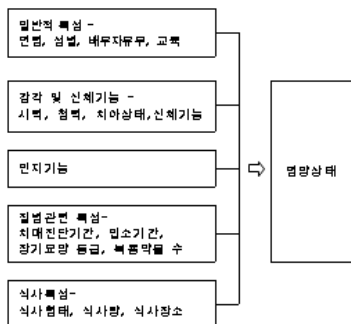 일반적 특성 -
연령, 성별, 배우자유무, 교육
감각 및 신체기능 -
시력, 청력, 치아상태,신체기능
인지기능
질병관련 특성-
치매진단기간, 입소기간,
장기요양 등급, 복용약물 수
식사특성-
식사형태, 식사량, 식사장소
영양상태